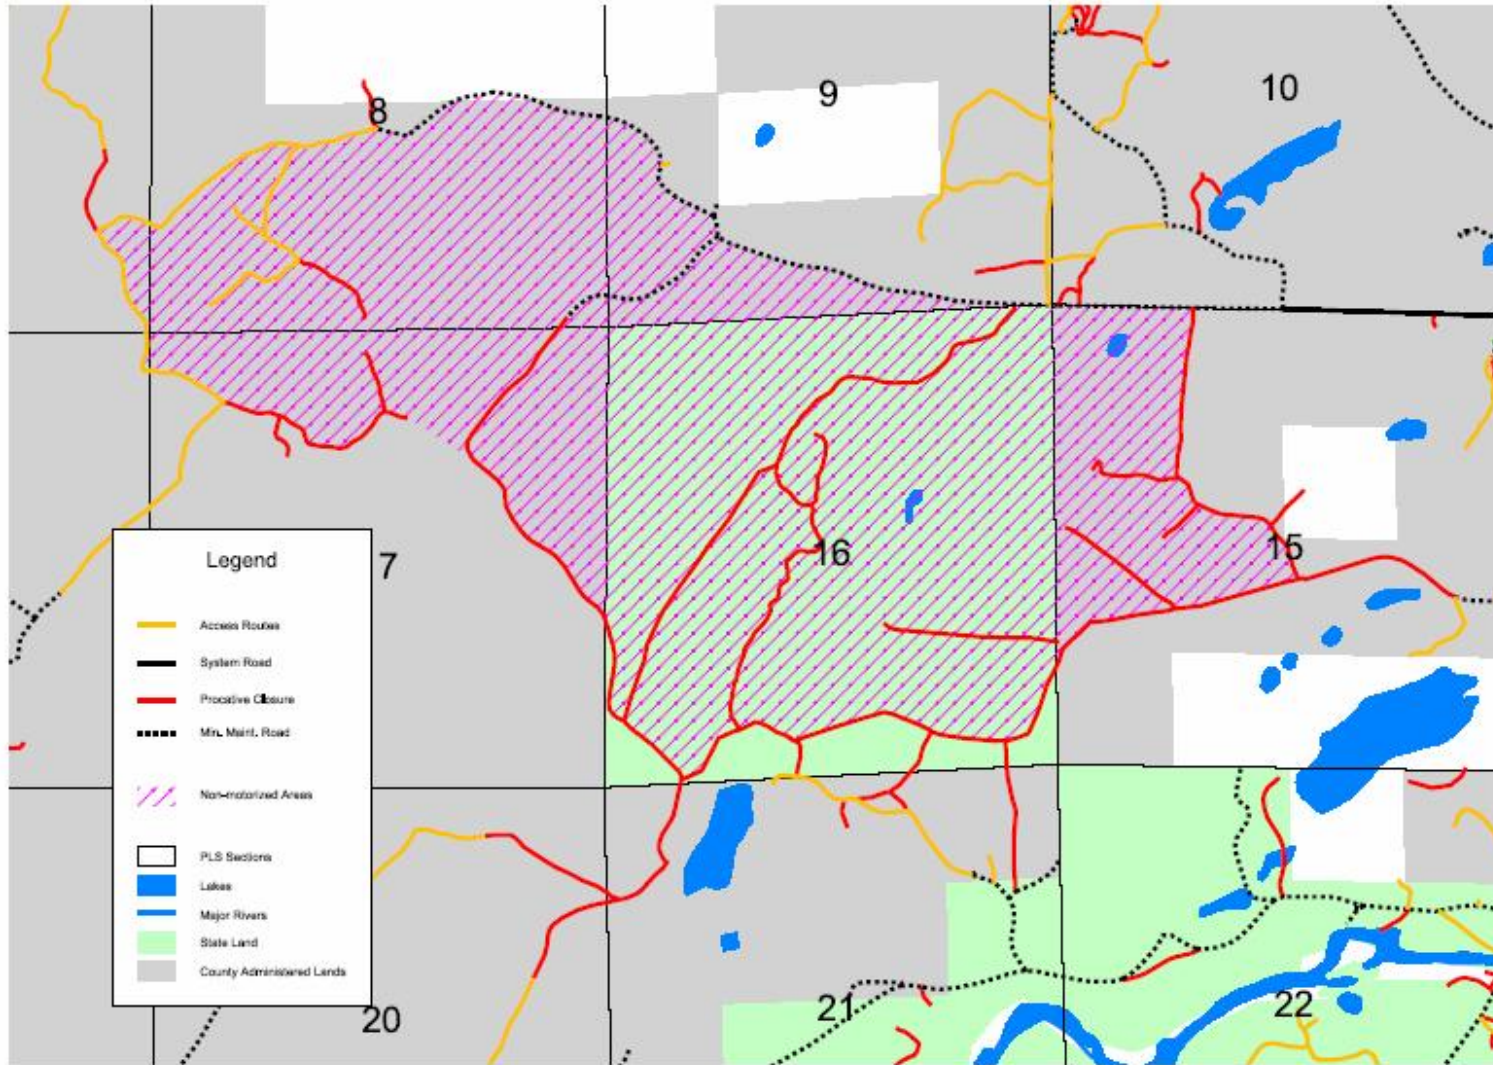 8
9
10
7
16
15
Legend
Access Routes
System Road
Procative Closure
Min. Maint. Road
Non-motorized Areas
PLS Sections
Lakes
Major Rivers
State Land
County Administered Lands
20
21
22